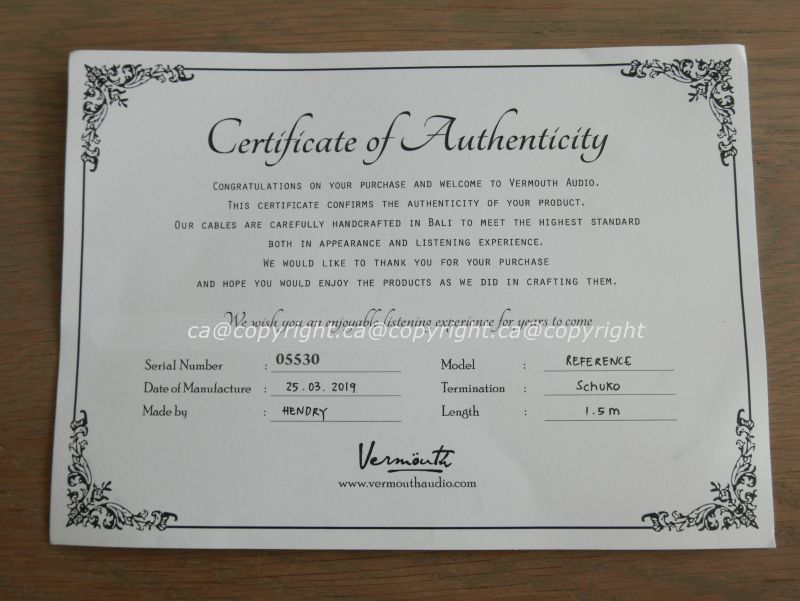 Certificate of Authenticity
CONGRATULATIONS ON YOUR PURCHASE AND WELCOME TO VERMOUTH AUDIO.
THIS CERTIFICATE CONFIRMS THE AUTHENTICITY OF YOUR PRODUCT.
OUR CABLES ARE CAREFULLY HANDCRAFTED IN BALI TO MEET THE HIGHEST STANDARD
BOTH IN APPEARANCE AND LISTENING EXPERIENCE.
WE WOULD LIKE TO THANK YOU FOR YOUR PURCHASE
AND HOPE YOU WOULD ENJOY THE PRODUCTS AS WE DID IN CRAFTING THEM.
We wish you an enjoyable listening experience for years to come
ca@copyright.ca@copyright.ca@copyright
Serial Number : 05530 Model : REFERENCE
Date of Manufacture : 25.03.2019 Termination : SCHUKO
Made by : HENDRY Length : 1.5 m
Vermöuth
www.vermouthaudio.com